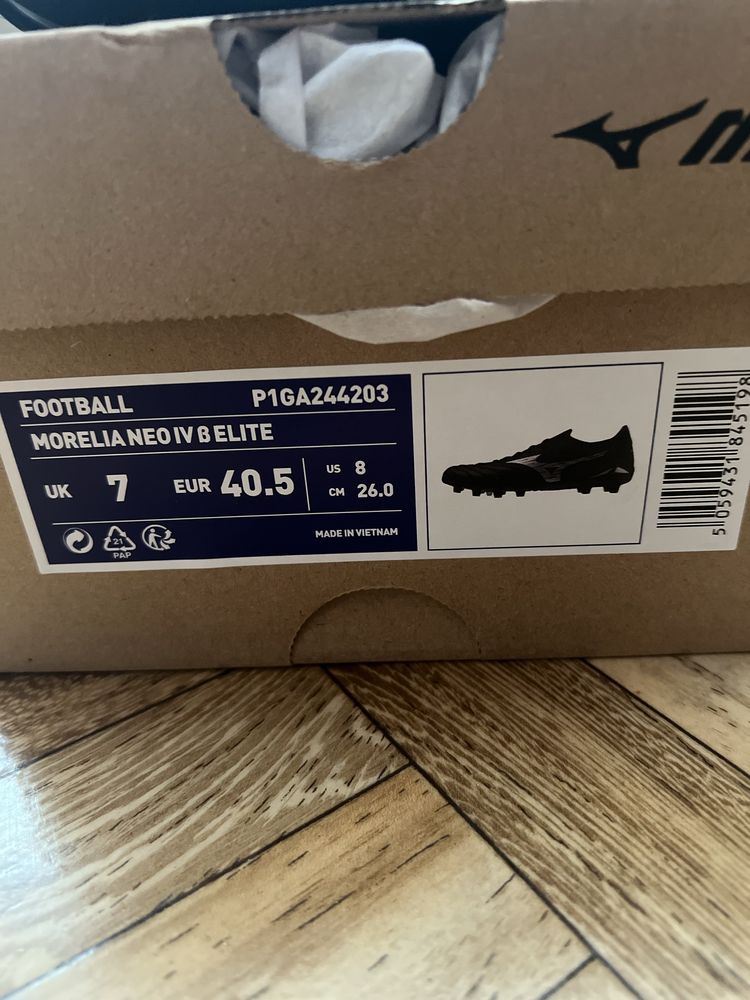 FOOTBALL P1GA244203
MORELIA NEO IV β ELITE
UK 7 EUR 40.5 US 8
CM 26.0
21
PAP
MADE IN VIETNAM
5 059431 845198